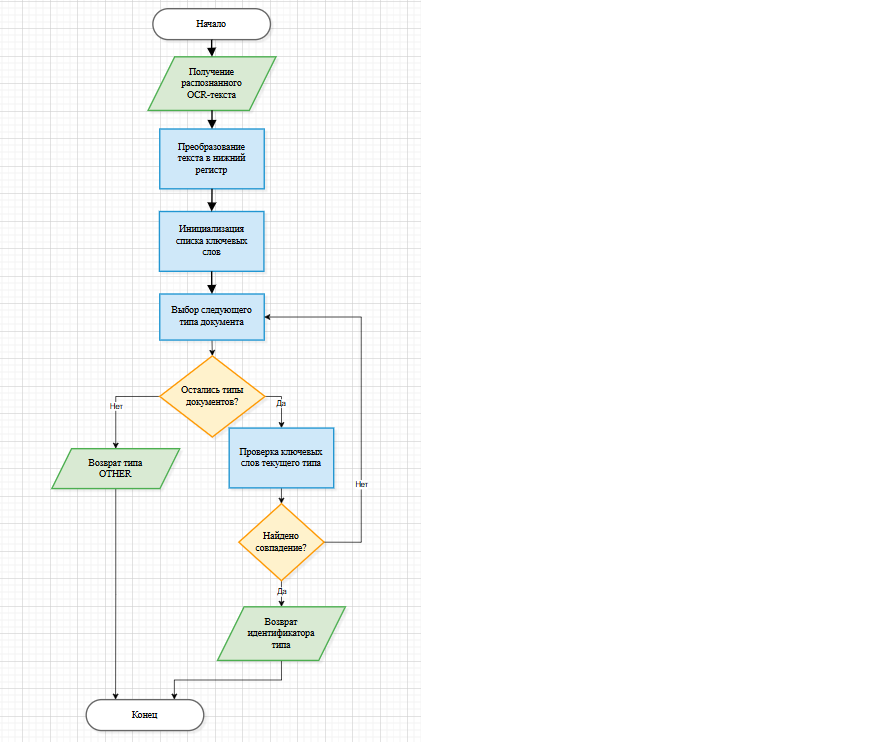 Начало
Получение
распознанного
OCR-текста
Преобразование
текста в нижний
регистр
Инициализация
списка ключевых
слов
Выбор следующего
типа документа
Остались типы
документов?
Нет
Да
Возврат типа
OTHER
Проверка ключевых
слов текущего типа
Нет
Найдено
совпадение?
Да
Возврат
идентификатора
типа
Конец